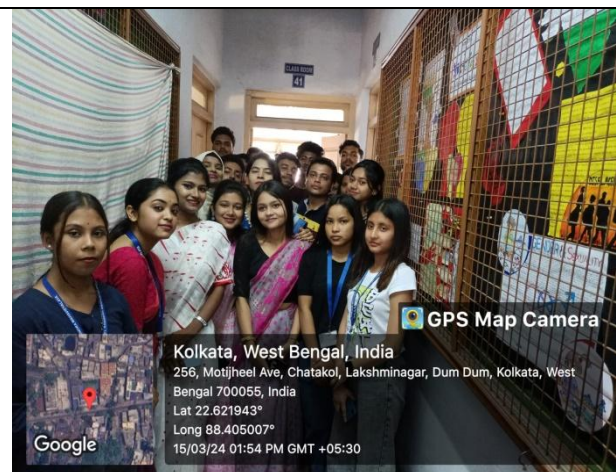 CLASS ROOM
41
GPS Map Camera
Kolkata, West Bengal, India
256, Motijheel Ave, Chatakol, Lakshminagar, Dum Dum, Kolkata, West
Bengal 700055, India
Lat 22.621943°
Long 88.405007°
15/03/24 01:54 PM GMT +05:30
Google